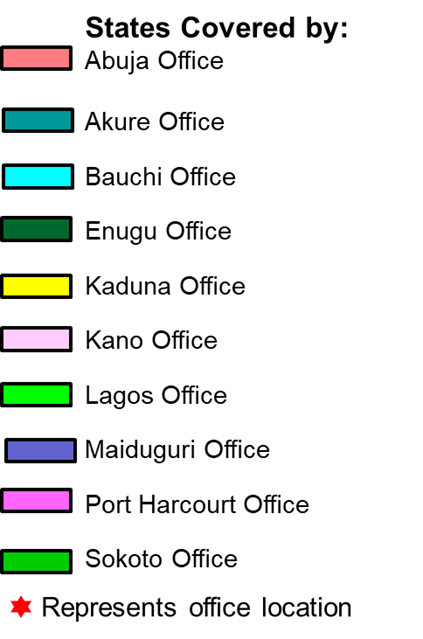 States Covered by:
Abuja Office
Akure Office
Bauchi Office
Enugu Office
Kaduna Office
Kano Office
Lagos Office
Maiduguri Office
Port Harcourt Office
Sokoto Office
Represents office location